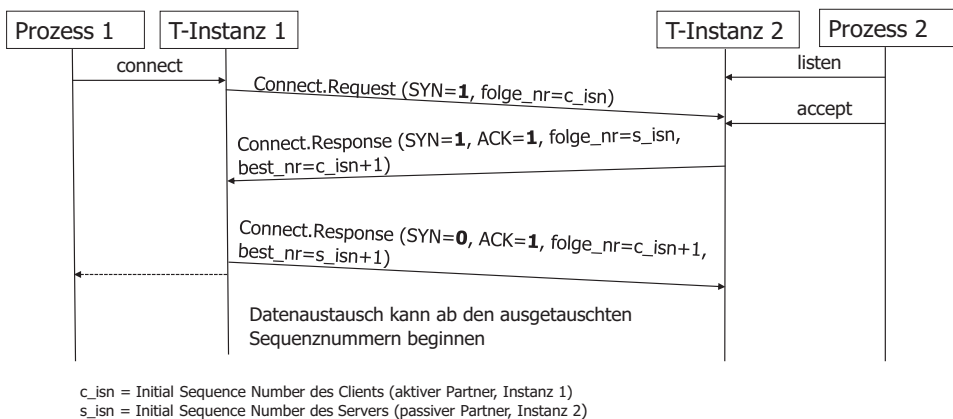 Prozess 1
T-Instanz 1
T-Instanz 2
Prozess 2
connect
listen
Connect.Request (SYN=1, folge_nr=c_isn)
accept
Connect.Response (SYN=1, ACK=1, folge_nr=s_isn,
best_nr=c_isn+1)
Connect.Response (SYN=0, ACK=1, folge_nr=c_isn+1,
best_nr=s_isn+1)
Datenaustausch kann ab den ausgetauschten
Sequenznummern beginnen
c_isn = Initial Sequence Number des Clients (aktiver Partner, Instanz 1)
s_isn = Initial Sequence Number des Servers (passiver Partner, Instanz 2)